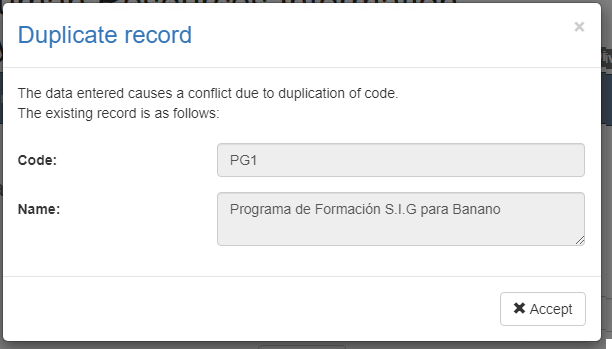 Duplicate record
×
The data entered causes a conflict due to duplication of code.
The existing record is as follows:
Code: PG1
Name: Programa de Formación S.I.G para Banano
✖ Accept